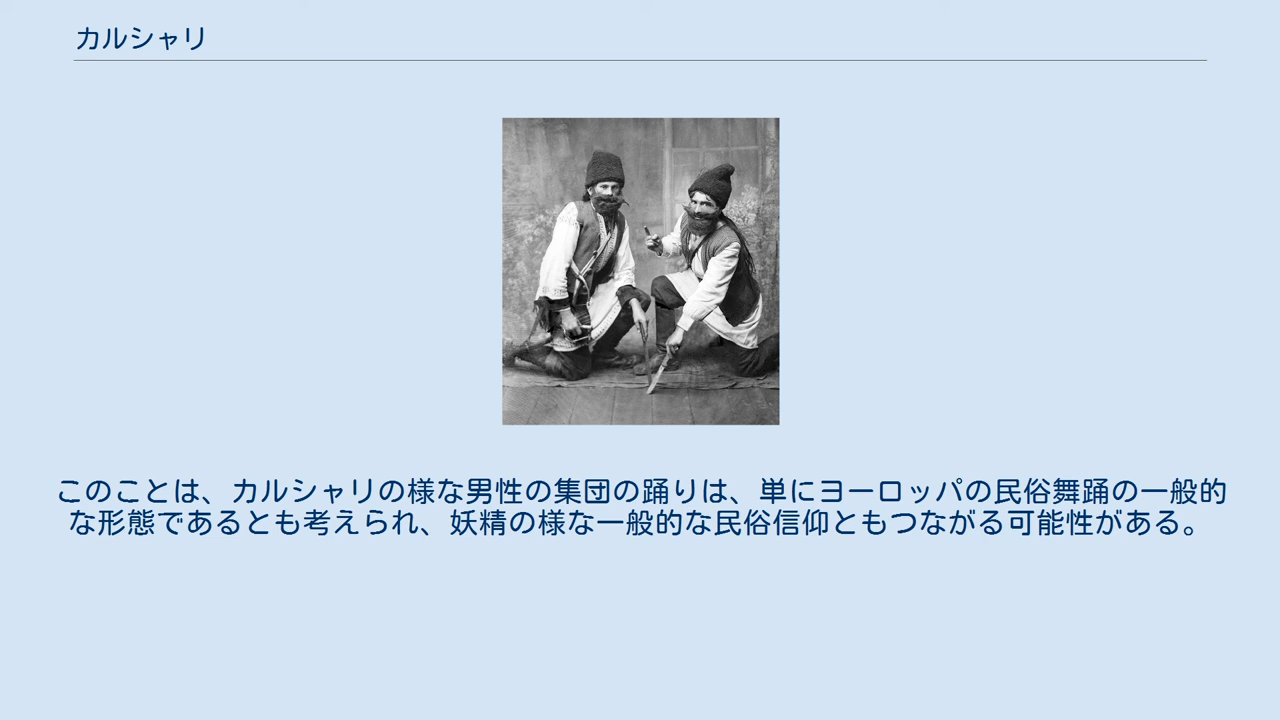 カルシャリ
このことは、カルシャリの様な男性の集団の踊りは、単にヨーロッパの民俗舞踊の一般的
な形態であるとも考えられ、妖精の様な一般的な民俗信仰ともつながる可能性がある。